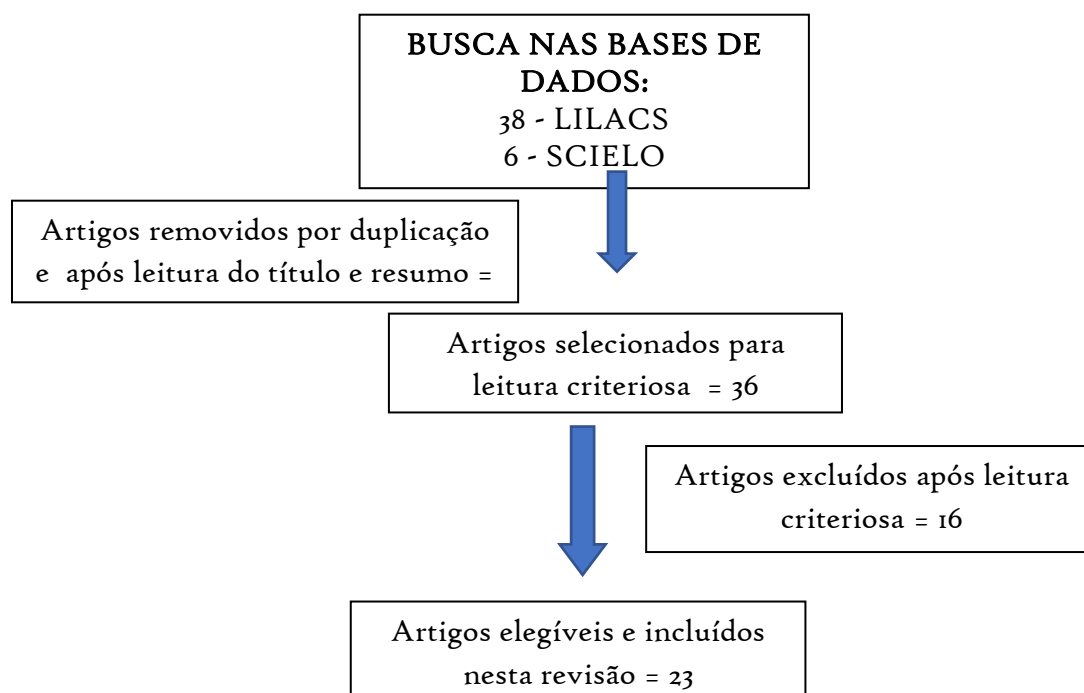 BUSCA NAS BASES DE
DADOS:
38 - LILACS
6 - SCIELO
Artigos removidos por duplicação
e após leitura do título e resumo =
Artigos selecionados para
leitura criteriosa = 36
Artigos excluídos após leitura
criteriosa = 16
Artigos elegíveis e incluídos
nesta revisão = 23